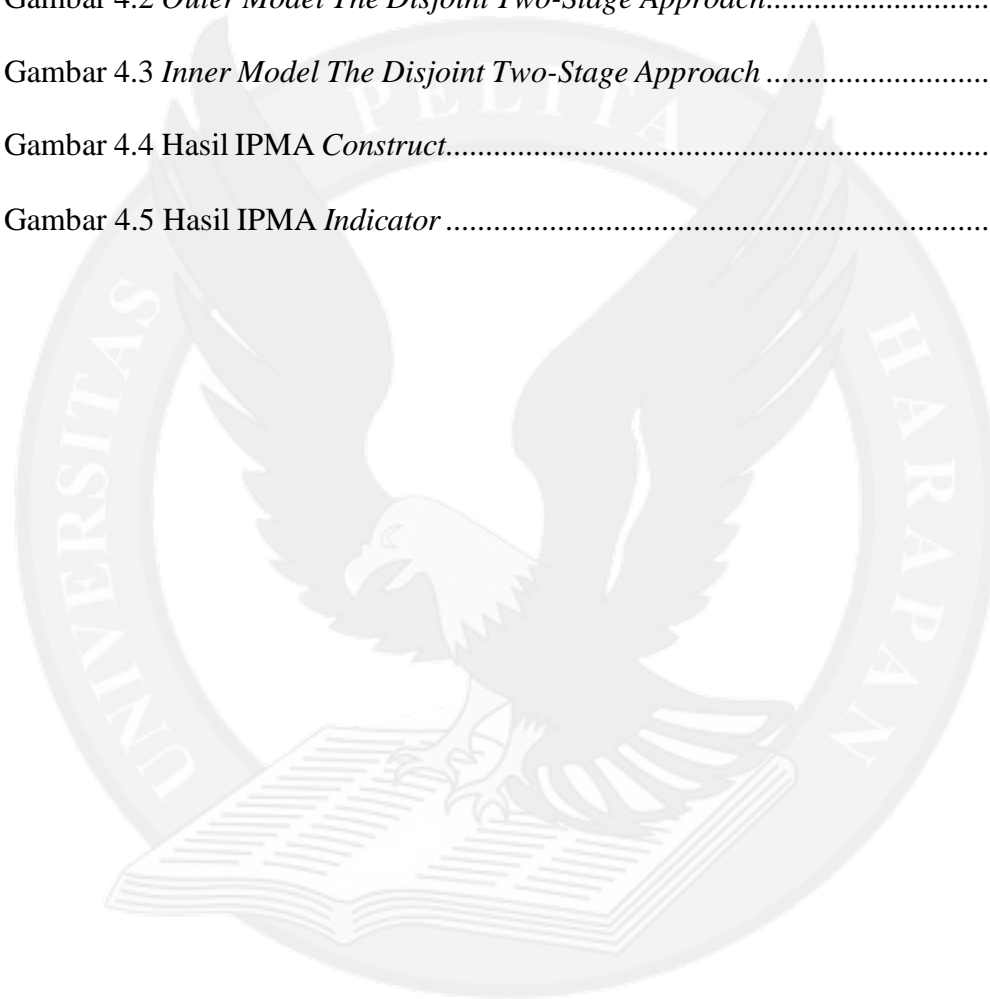 Gambar 4.2 Outer Model The Disjoint Two-Stage Approach..............................
Gambar 4.3 Inner Model The Disjoint Two-Stage Approach ..............................
Gambar 4.4 Hasil IPMA Construct..........................................................................
Gambar 4.5 Hasil IPMA Indicator ..........................................................................
UNIVERSITAS PELITA HARAPAN